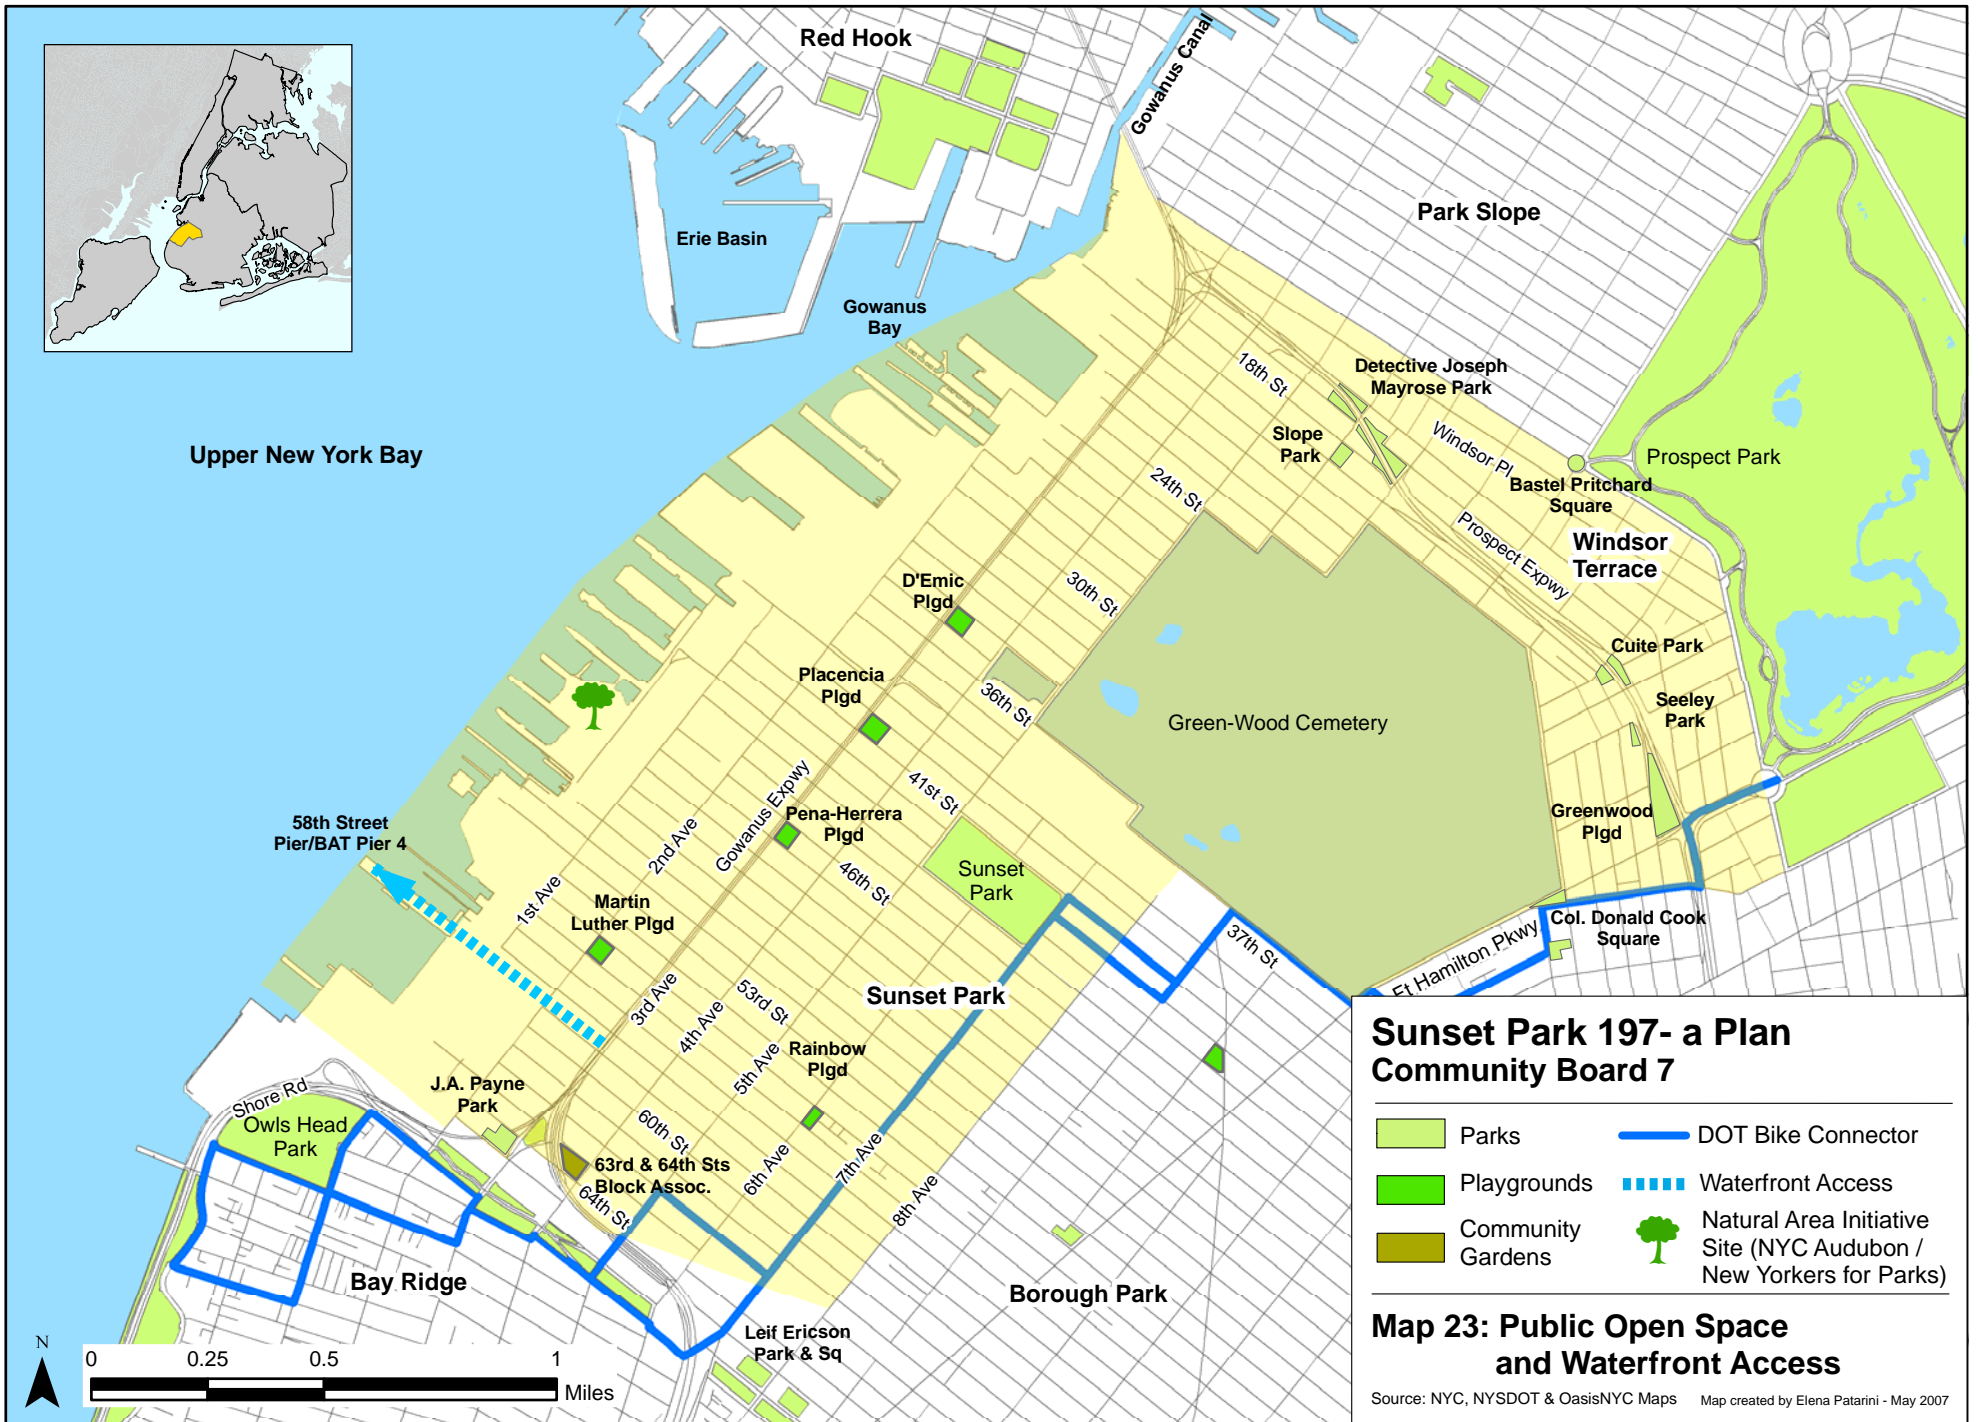 Red Hook
Gowanus Canal
Park Slope
Erie Basin
Gowanus
Bay
18th St
Detective Joseph
Mayrose Park
Slope
Park
Windsor Pl
Prospect Park
Bastel Pritchard
Square
Upper New York Bay
24th St
Prospect Expwy
Windsor
Terrace
D'Emic
Plgd
30th St
Cuite Park
Placencia
Plgd
36th St
Seeley
Park
Green-Wood Cemetery
41st St
Gowanus Expwy
Pena-Herrera
Plgd
Greenwood
Plgd
58th Street
Pier/BAT Pier 4
2nd Ave
46th St
Sunset
Park
1st Ave
Martin
Luther Plgd
Col. Donald Cook
Square
37th St
Ft Hamilton Pkwy
3rd Ave
53rd St
Sunset Park
4th Ave
5th Ave
Rainbow
Plgd
J.A. Payne
Park
Shore Rd
Owls Head
Park
60th St
63rd & 64th Sts
Block Assoc.
64th St
6th Ave
7th Ave
8th Ave
Bay Ridge
Borough Park
Leif Ericson
Park & Sq
N
0 0.25 0.5 1
Miles
Sunset Park 197- a Plan
Community Board 7
Parks
DOT Bike Connector
Playgrounds
Waterfront Access
Community
Gardens
Natural Area Initiative
Site (NYC Audubon /
New Yorkers for Parks)
Map 23: Public Open Space
and Waterfront Access
Source: NYC, NYSDOT & OasisNYC Maps Map created by Elena Patarini - May 2007